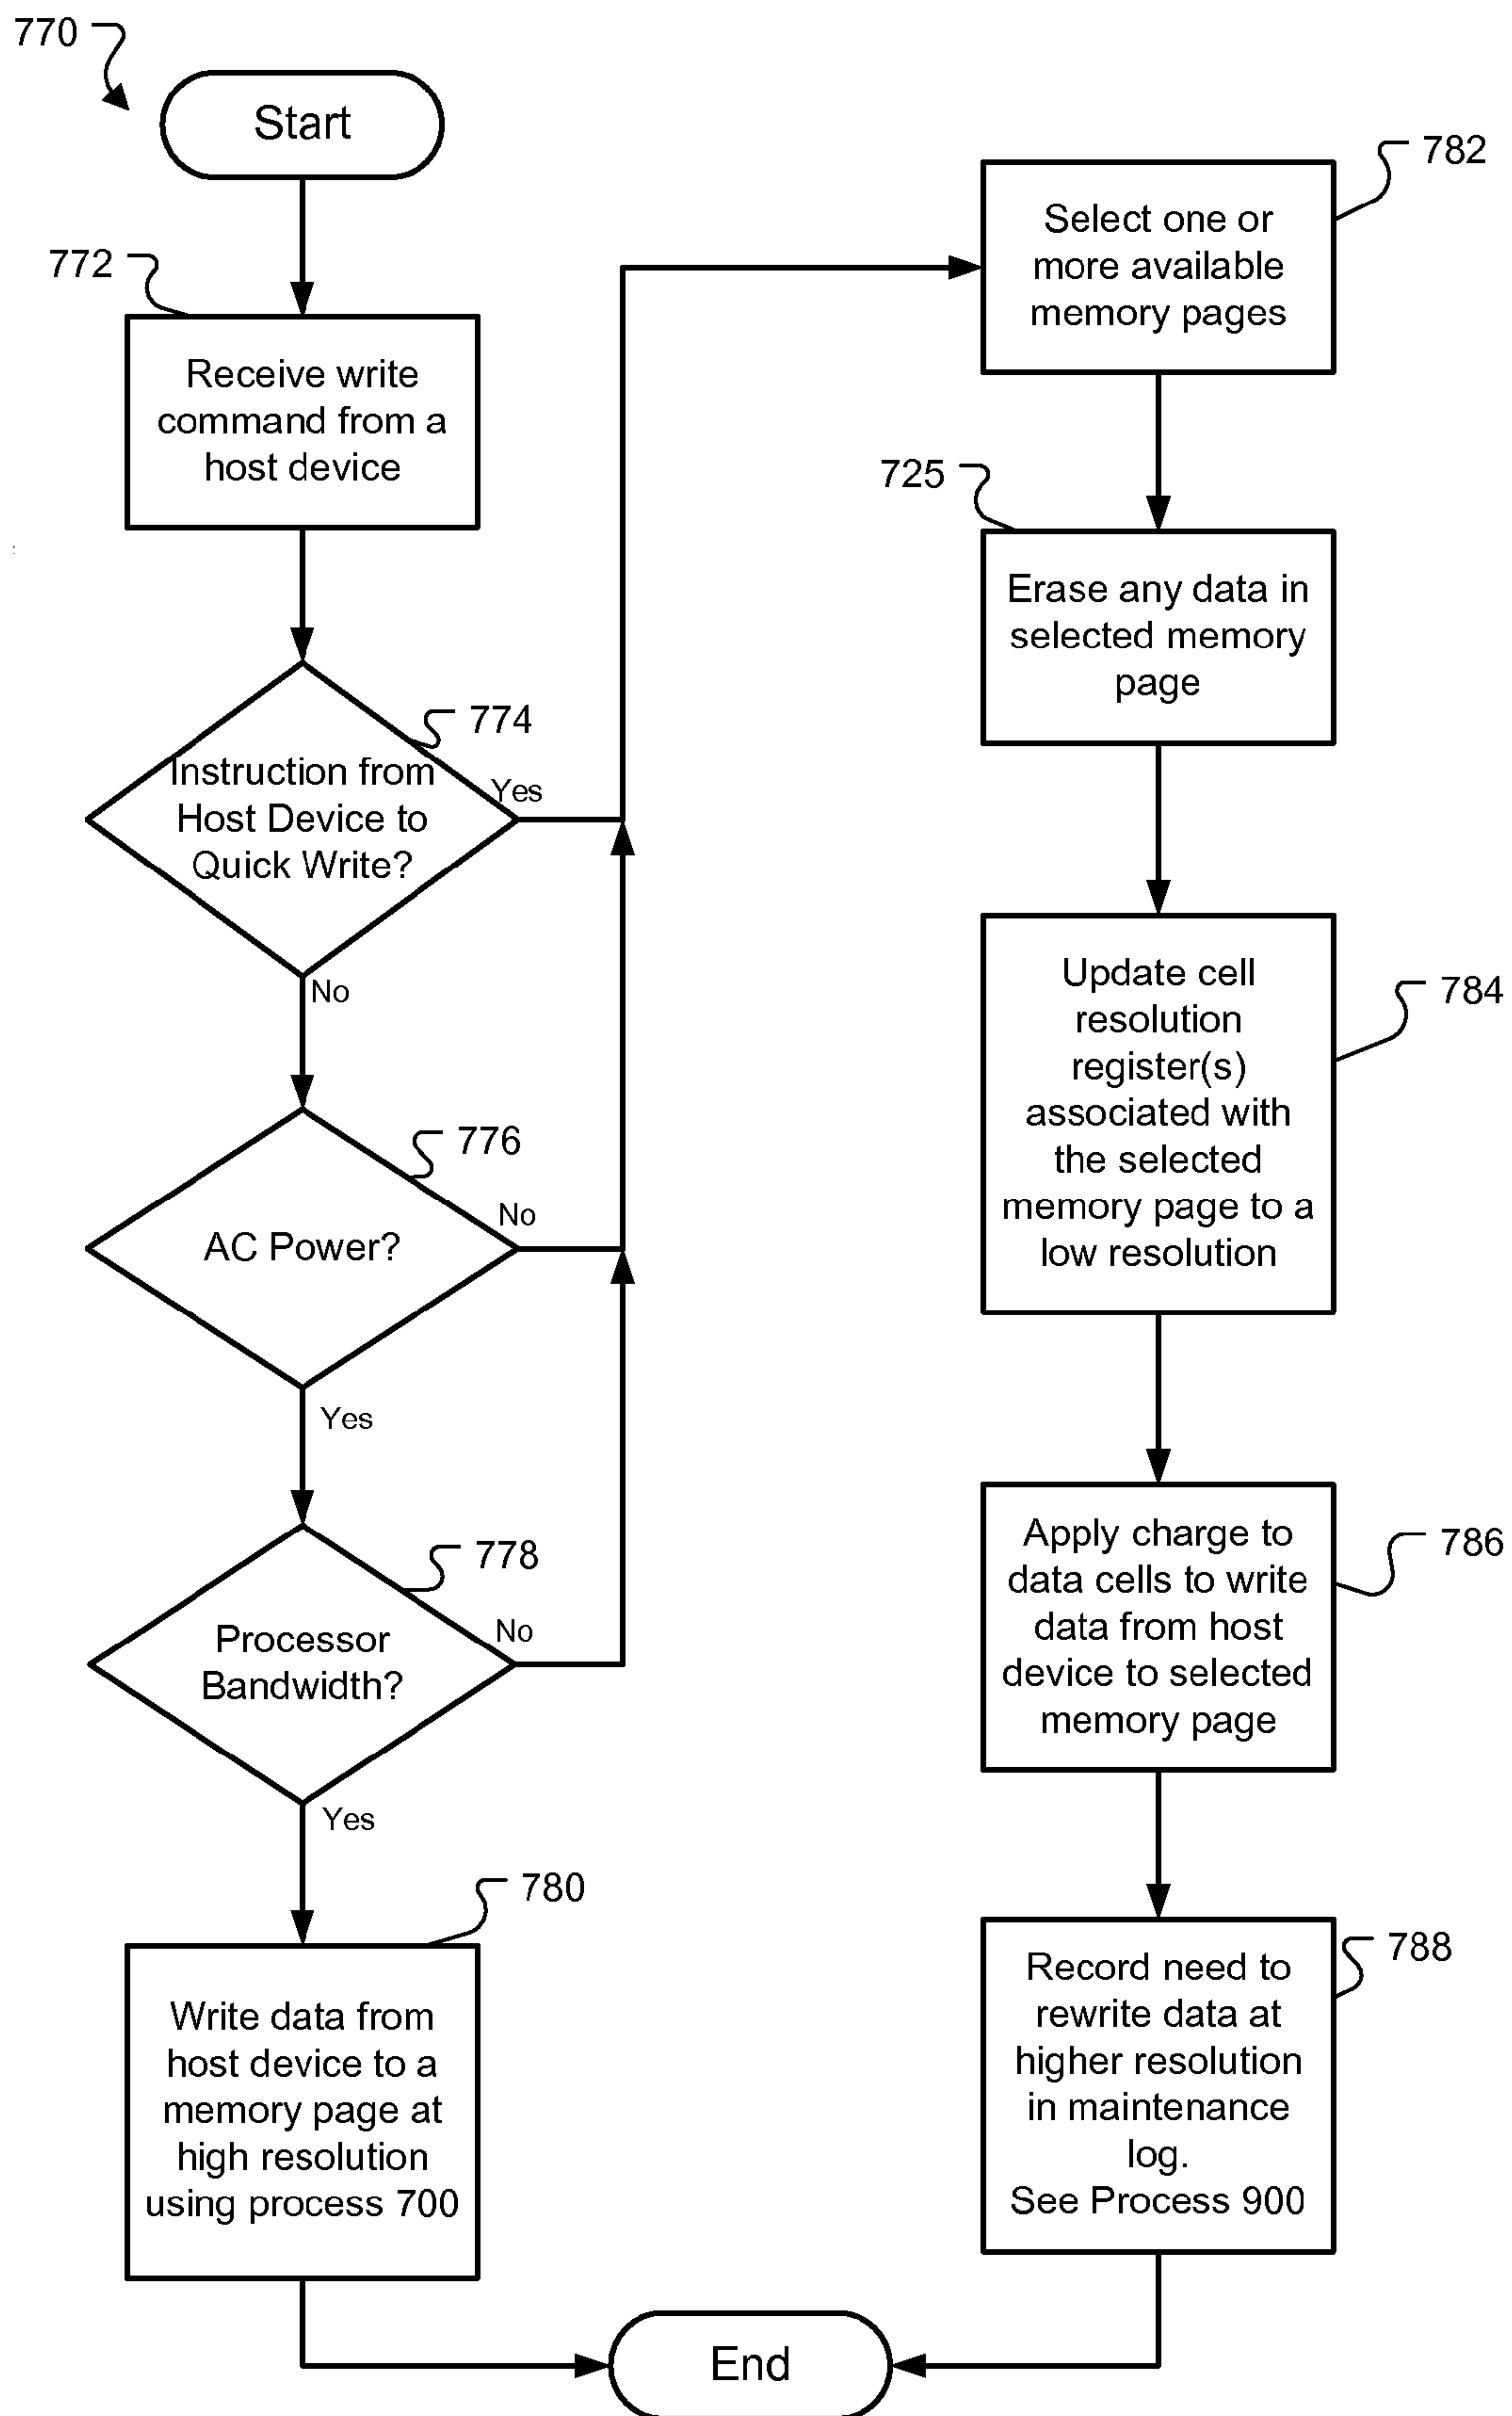 770
Start
772
Receive write
command from a
host device
774
Instruction from
Host Device to
Quick Write?
Yes
No
776
AC Power?
No
Yes
778
Processor
Bandwidth?
No
Yes
780
Write data from
host device to a
memory page at
high resolution
using process 700
782
Select one or
more available
memory pages
725
Erase any data in
selected memory
page
784
Update cell
resolution
register(s)
associated with
the selected
memory page to a
low resolution
786
Apply charge to
data cells to write
data from host
device to selected
memory page
788
Record need to
rewrite data at
higher resolution
in maintenance
log.
See Process 900
End